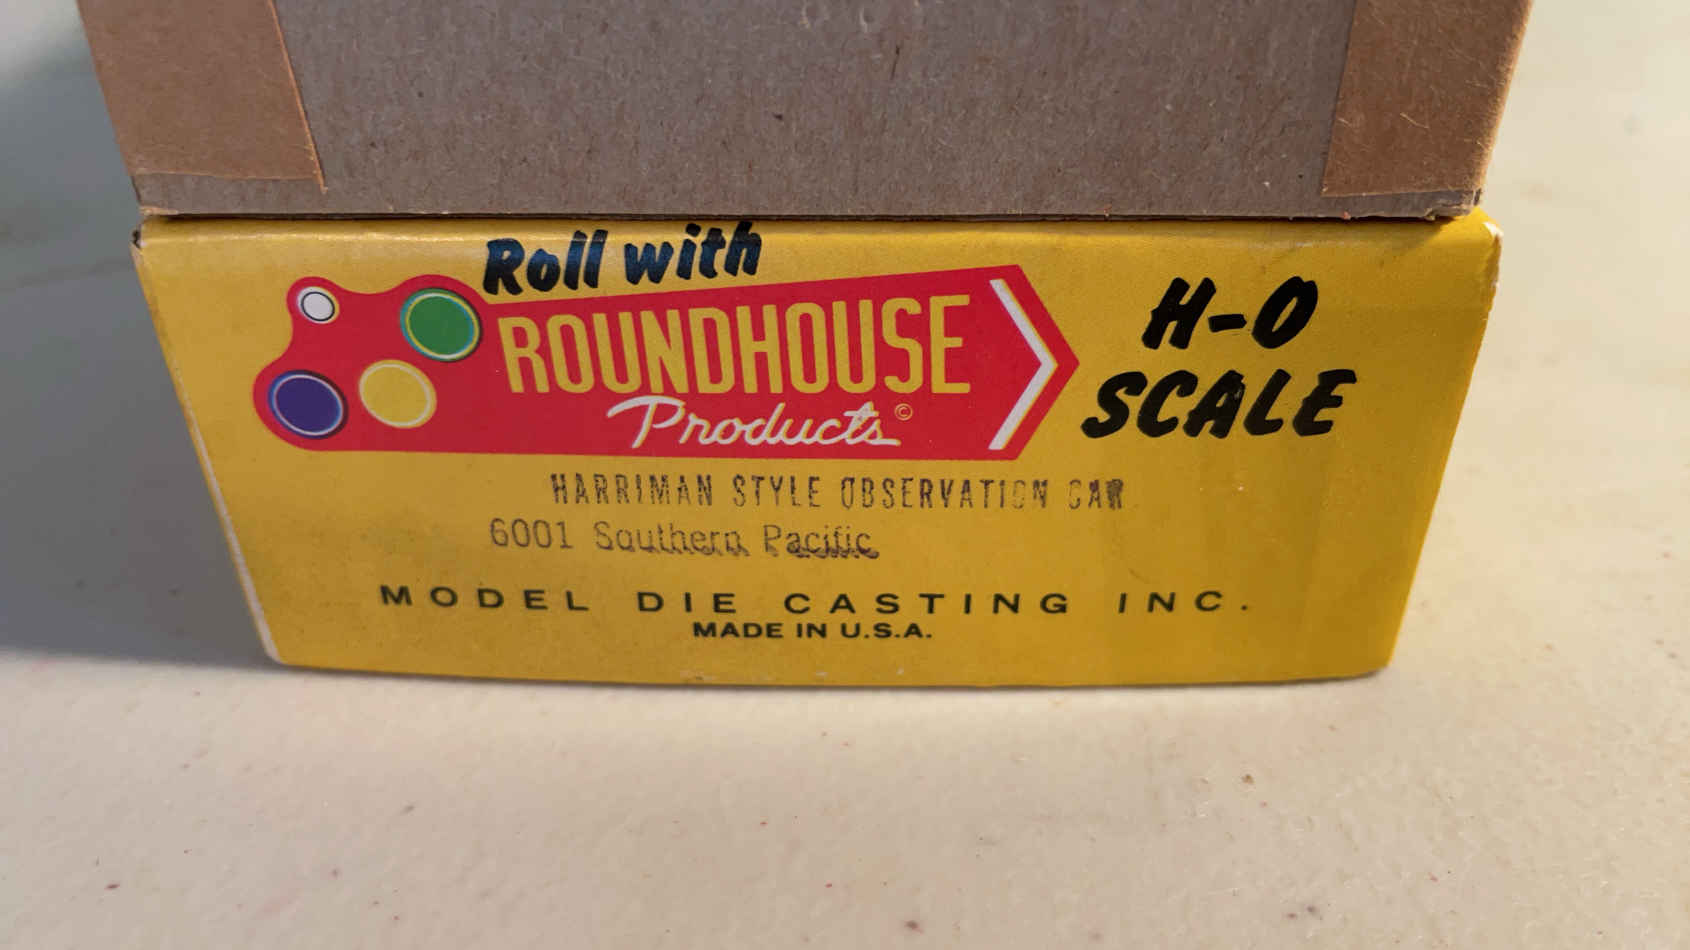 Roll with
ROUNDHOUSE
Products ©
H-O
SCALE
HARRIMAN STYLE OBSERVATION CAR
6001 Southern Pacific
MODEL DIE CASTING INC.
MADE IN U.S.A.